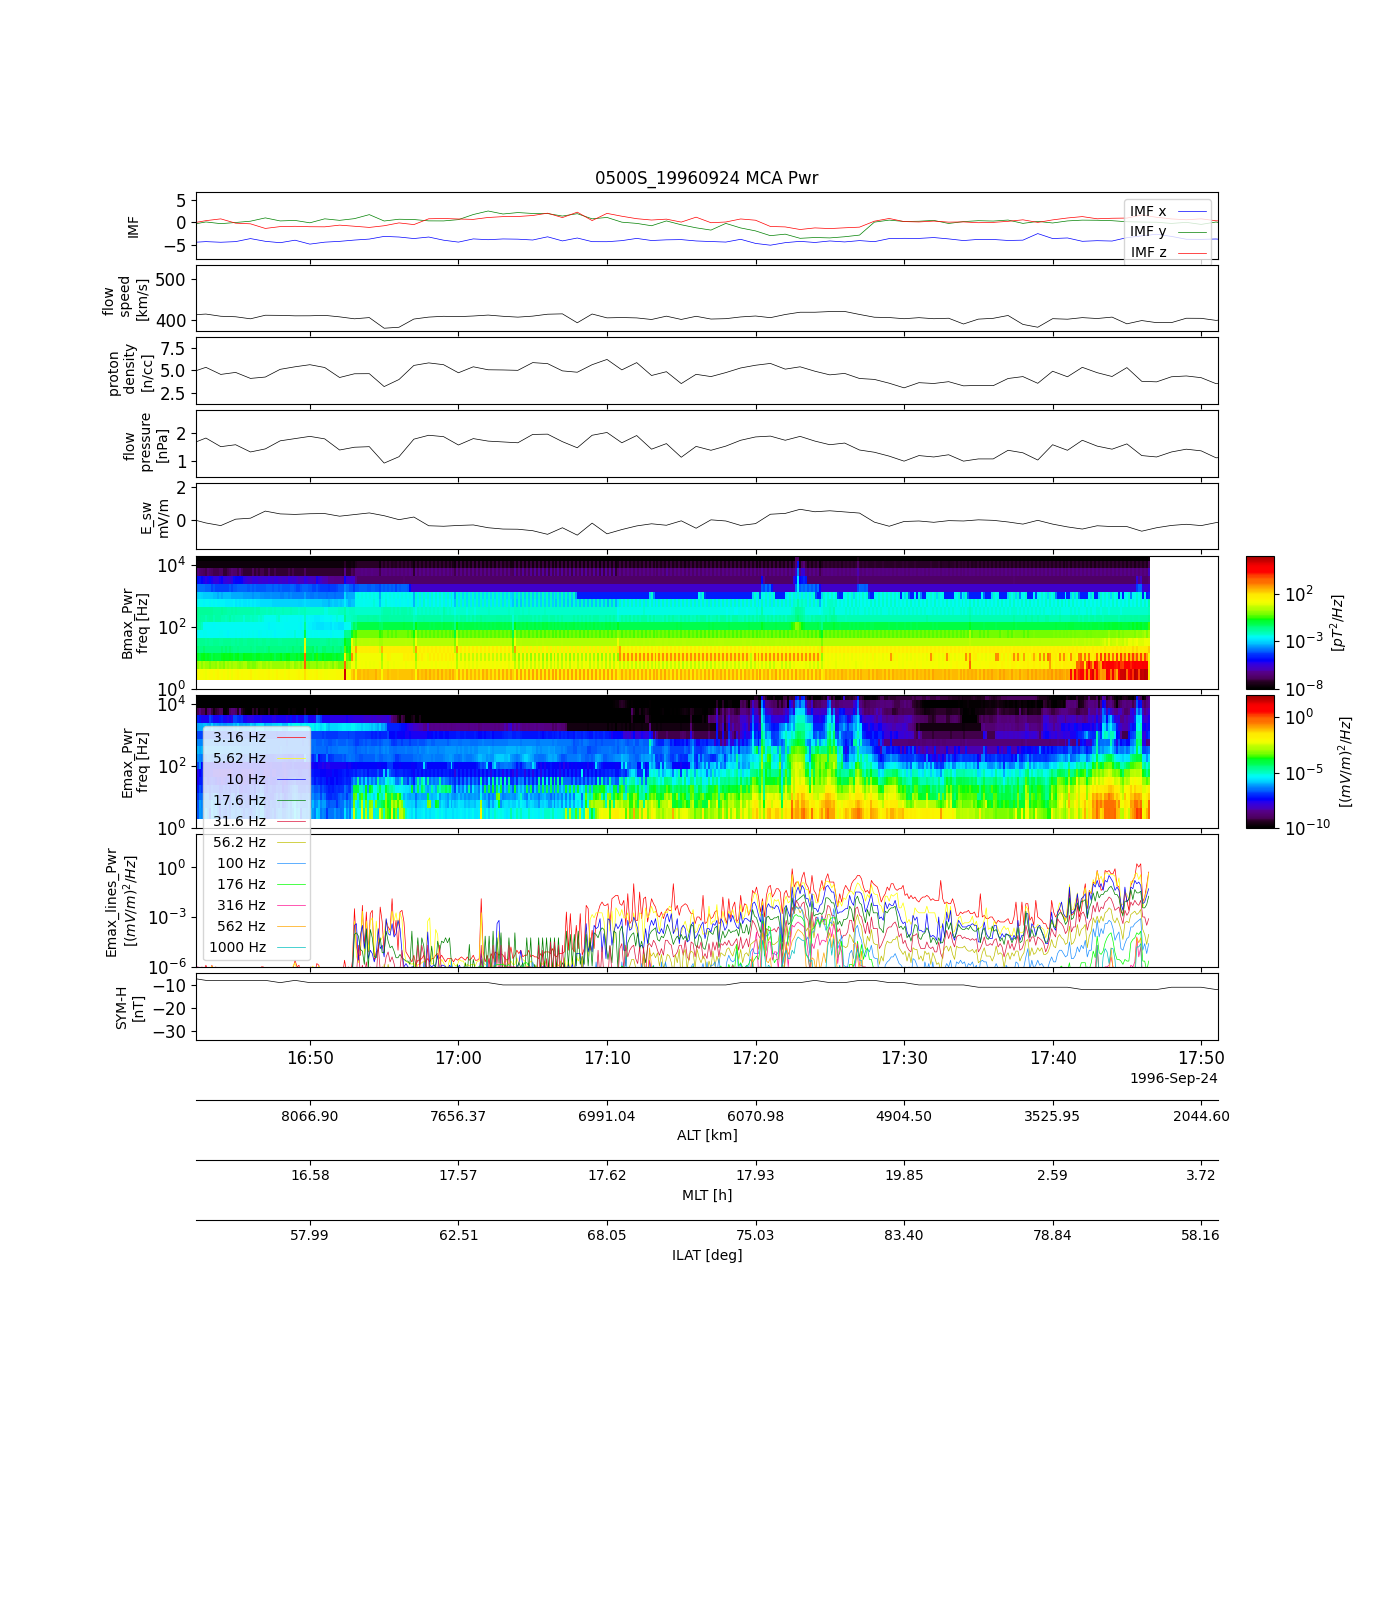 0500S_19960924 MCA Pwr
5
0
−5
IMF
IMF x
IMF y
IMF z
500
400
flow
speed
[km/s]
7.5
5.0
2.5
proton
density
[n/cc]
2
1
flow
pressure
[nPa]
2
0
E_sw
mV/m
10^4
10^2
10^0
Bmax_Pwr
freq [Hz]
10^2
10^−3
10^−8
[pT^2/Hz]
10^4
10^2
10^0
Emax_Pwr
freq [Hz]
10^0
10^−5
10^−10
[(mV/m)^2/Hz]
3.16 Hz
5.62 Hz
10 Hz
17.6 Hz
31.6 Hz
56.2 Hz
100 Hz
176 Hz
316 Hz
562 Hz
1000 Hz
10^0
10^−3
10^−6
Emax_lines_Pwr
[(mV/m)^2/Hz]
−10
−20
−30
SYM-H
[nT]
16:50 17:00 17:10 17:20 17:30 17:40 17:50
1996-Sep-24
8066.90 7656.37 6991.04 6070.98 4904.50 3525.95 2044.60
ALT [km]
16.58 17.57 17.62 17.93 19.85 2.59 3.72
MLT [h]
57.99 62.51 68.05 75.03 83.40 78.84 58.16
ILAT [deg]